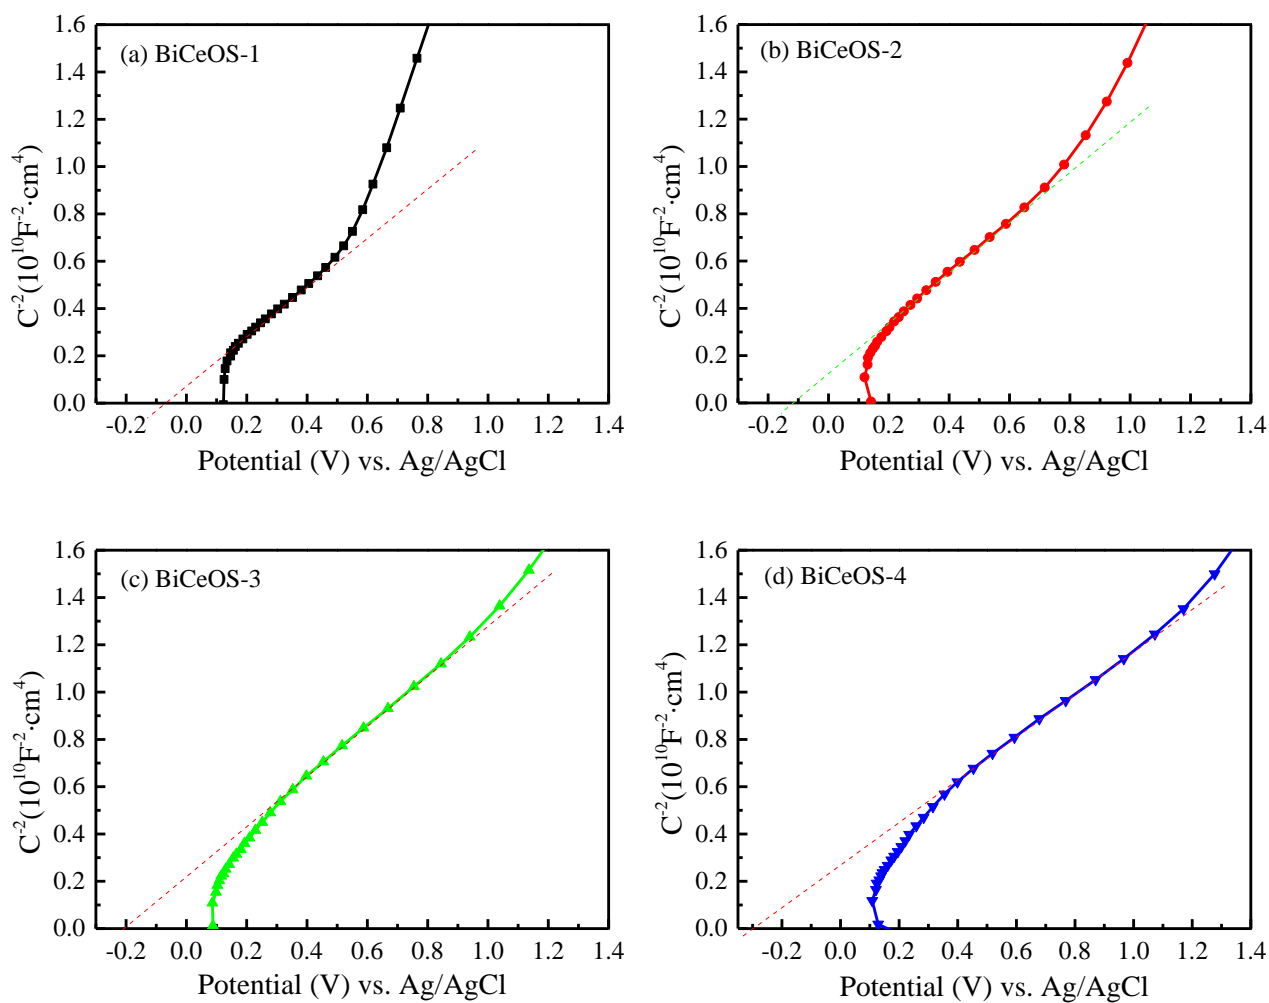 (a) BiCeOS-1
C⁻²(10¹⁰F⁻²·cm⁴)
1.6
1.4
1.2
1.0
0.8
0.6
0.4
0.2
0.0
-0.2 0.0 0.2 0.4 0.6 0.8 1.0 1.2 1.4
Potential (V) vs. Ag/AgCl
(b) BiCeOS-2
C⁻²(10¹⁰F⁻²·cm⁴)
1.6
1.4
1.2
1.0
0.8
0.6
0.4
0.2
0.0
-0.2 0.0 0.2 0.4 0.6 0.8 1.0 1.2 1.4
Potential (V) vs. Ag/AgCl
(c) BiCeOS-3
C⁻²(10¹⁰F⁻²·cm⁴)
1.6
1.4
1.2
1.0
0.8
0.6
0.4
0.2
0.0
-0.2 0.0 0.2 0.4 0.6 0.8 1.0 1.2 1.4
Potential (V) vs. Ag/AgCl
(d) BiCeOS-4
C⁻²(10¹⁰F⁻²·cm⁴)
1.6
1.4
1.2
1.0
0.8
0.6
0.4
0.2
0.0
-0.2 0.0 0.2 0.4 0.6 0.8 1.0 1.2 1.4
Potential (V) vs. Ag/AgCl